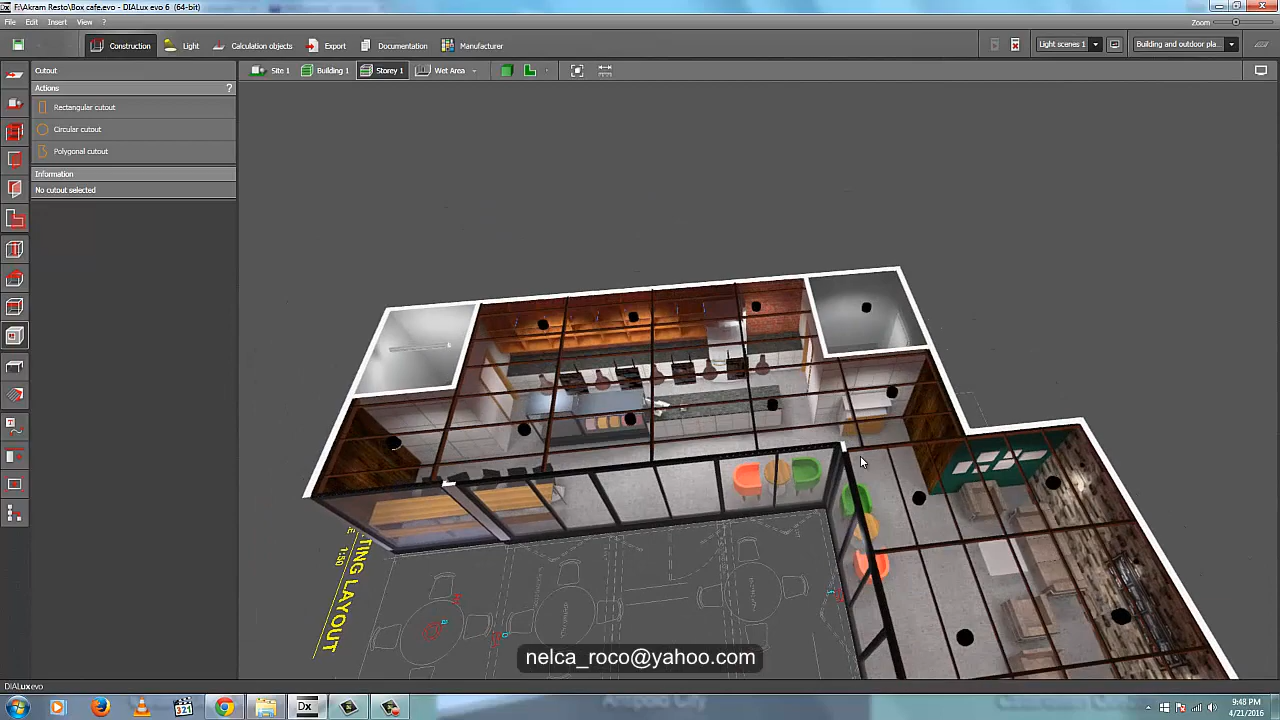 F:\Akram Resto\Box cafe.evo - DIALux evo 6 (64-bit)
File Edit Insert View ? Zoom
Construction Light Calculation objects Export Documentation Manufacturer Light scenes 1 Building and outdoor pla...
Cutout Site 1 Building 1 Storey 1 Wet Area
Actions ?
Rectangular cutout
Circular cutout
Polygonal cutout
Information
No cutout selected
TING LAYOUT
1:50
nelca_roco@yahoo.com
DIALux evo
Dx
9:48 PM
4/21/2016